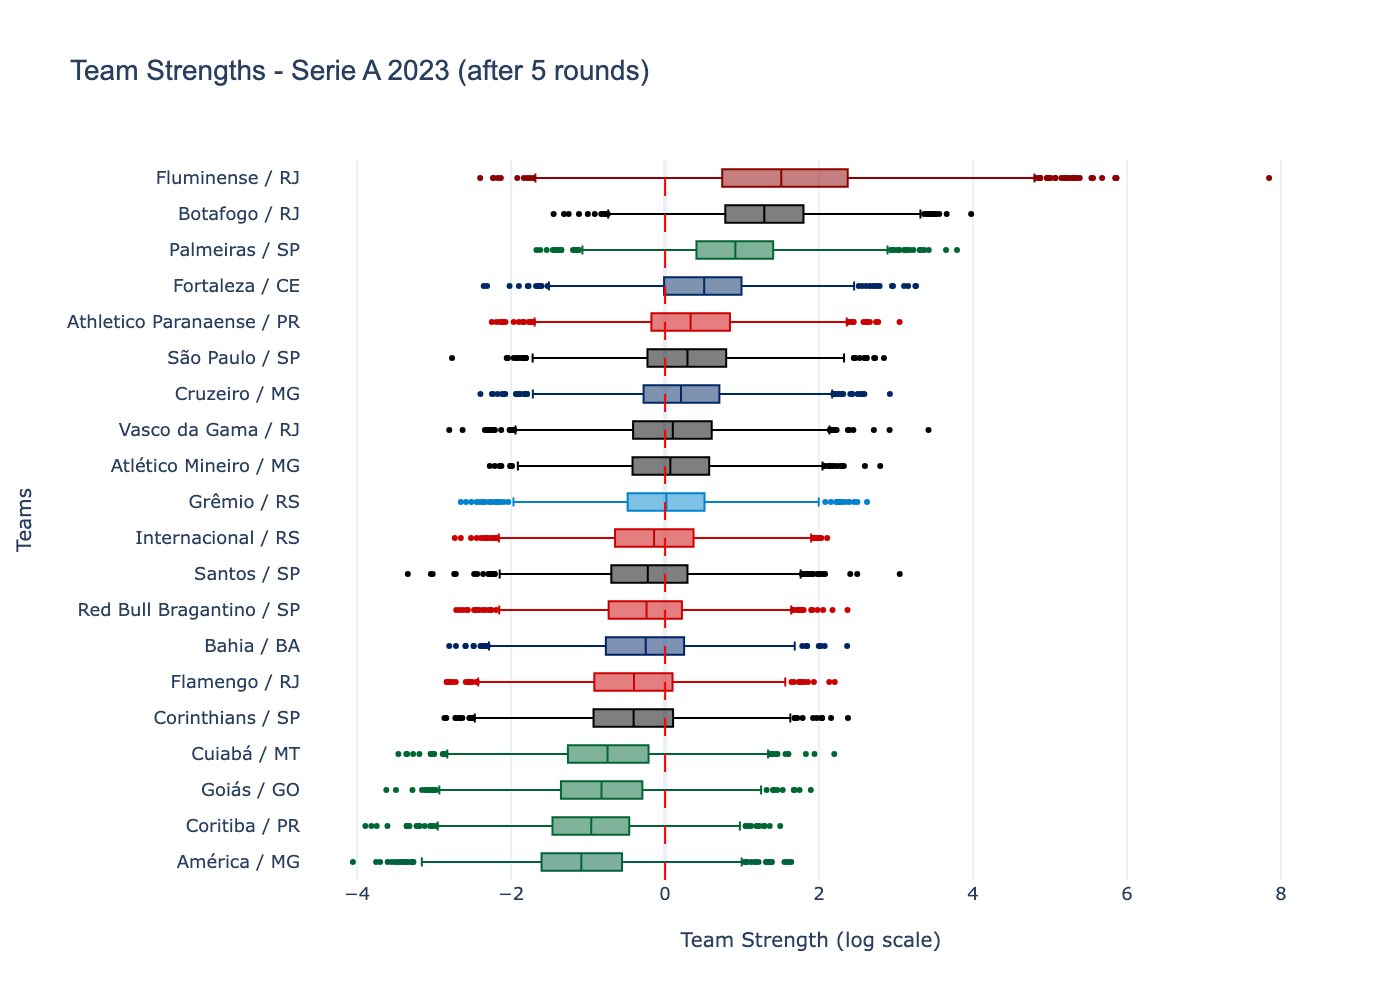 Team Strengths - Serie A 2023 (after 5 rounds)
Fluminense / RJ
Botafogo / RJ
Palmeiras / SP
Fortaleza / CE
Athletico Paranaense / PR
São Paulo / SP
Cruzeiro / MG
Vasco da Gama / RJ
Atlético Mineiro / MG
Grêmio / RS
Internacional / RS
Santos / SP
Red Bull Bragantino / SP
Bahia / BA
Flamengo / RJ
Corinthians / SP
Cuiabá / MT
Goiás / GO
Coritiba / PR
América / MG
Teams
−4 −2 0 2 4 6 8
Team Strength (log scale)